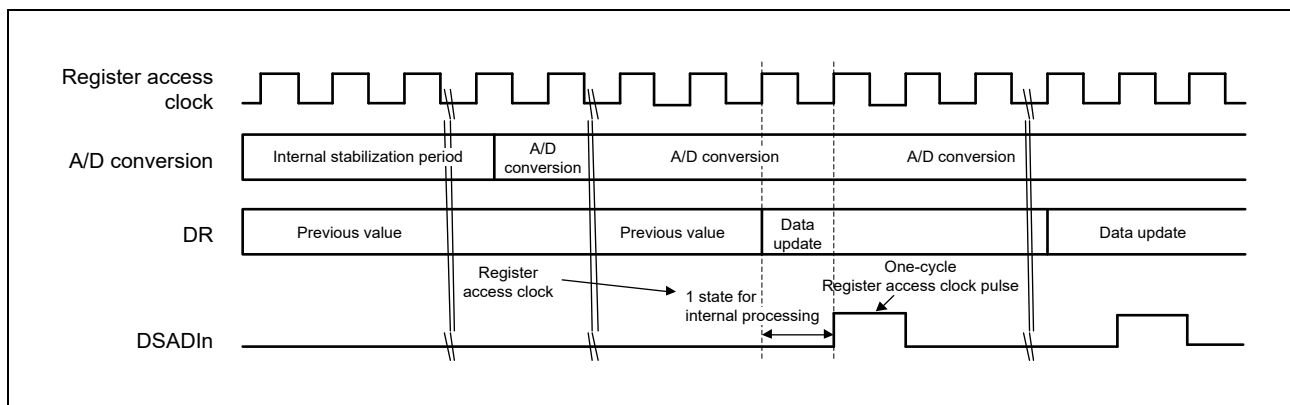 Register access
clock
A/D conversion
Internal stabilization period
A/D
conversion
A/D conversion
A/D conversion
DR
Previous value
Previous value
Data
update
Data update
Register
access clock
1 state for
internal processing
One-cycle
Register access clock pulse
DSADIn